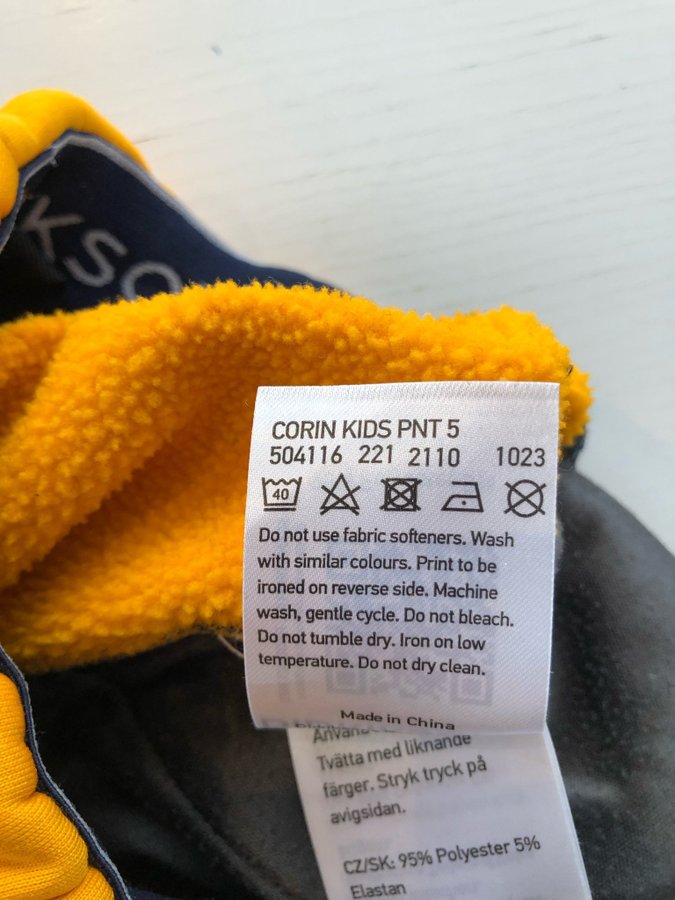 KSO
CORIN KIDS PNT 5
504116 221 2110 1023
40
Do not use fabric softeners. Wash
with similar colours. Print to be
ironed on reverse side. Machine
wash, gentle cycle. Do not bleach.
Do not tumble dry. Iron on low
temperature. Do not dry clean.
Made in China
Tvätta med liknande
färger. Stryk tryck på
avigsidan.
CZ/SK: 95% Polyester 5%
Elastan